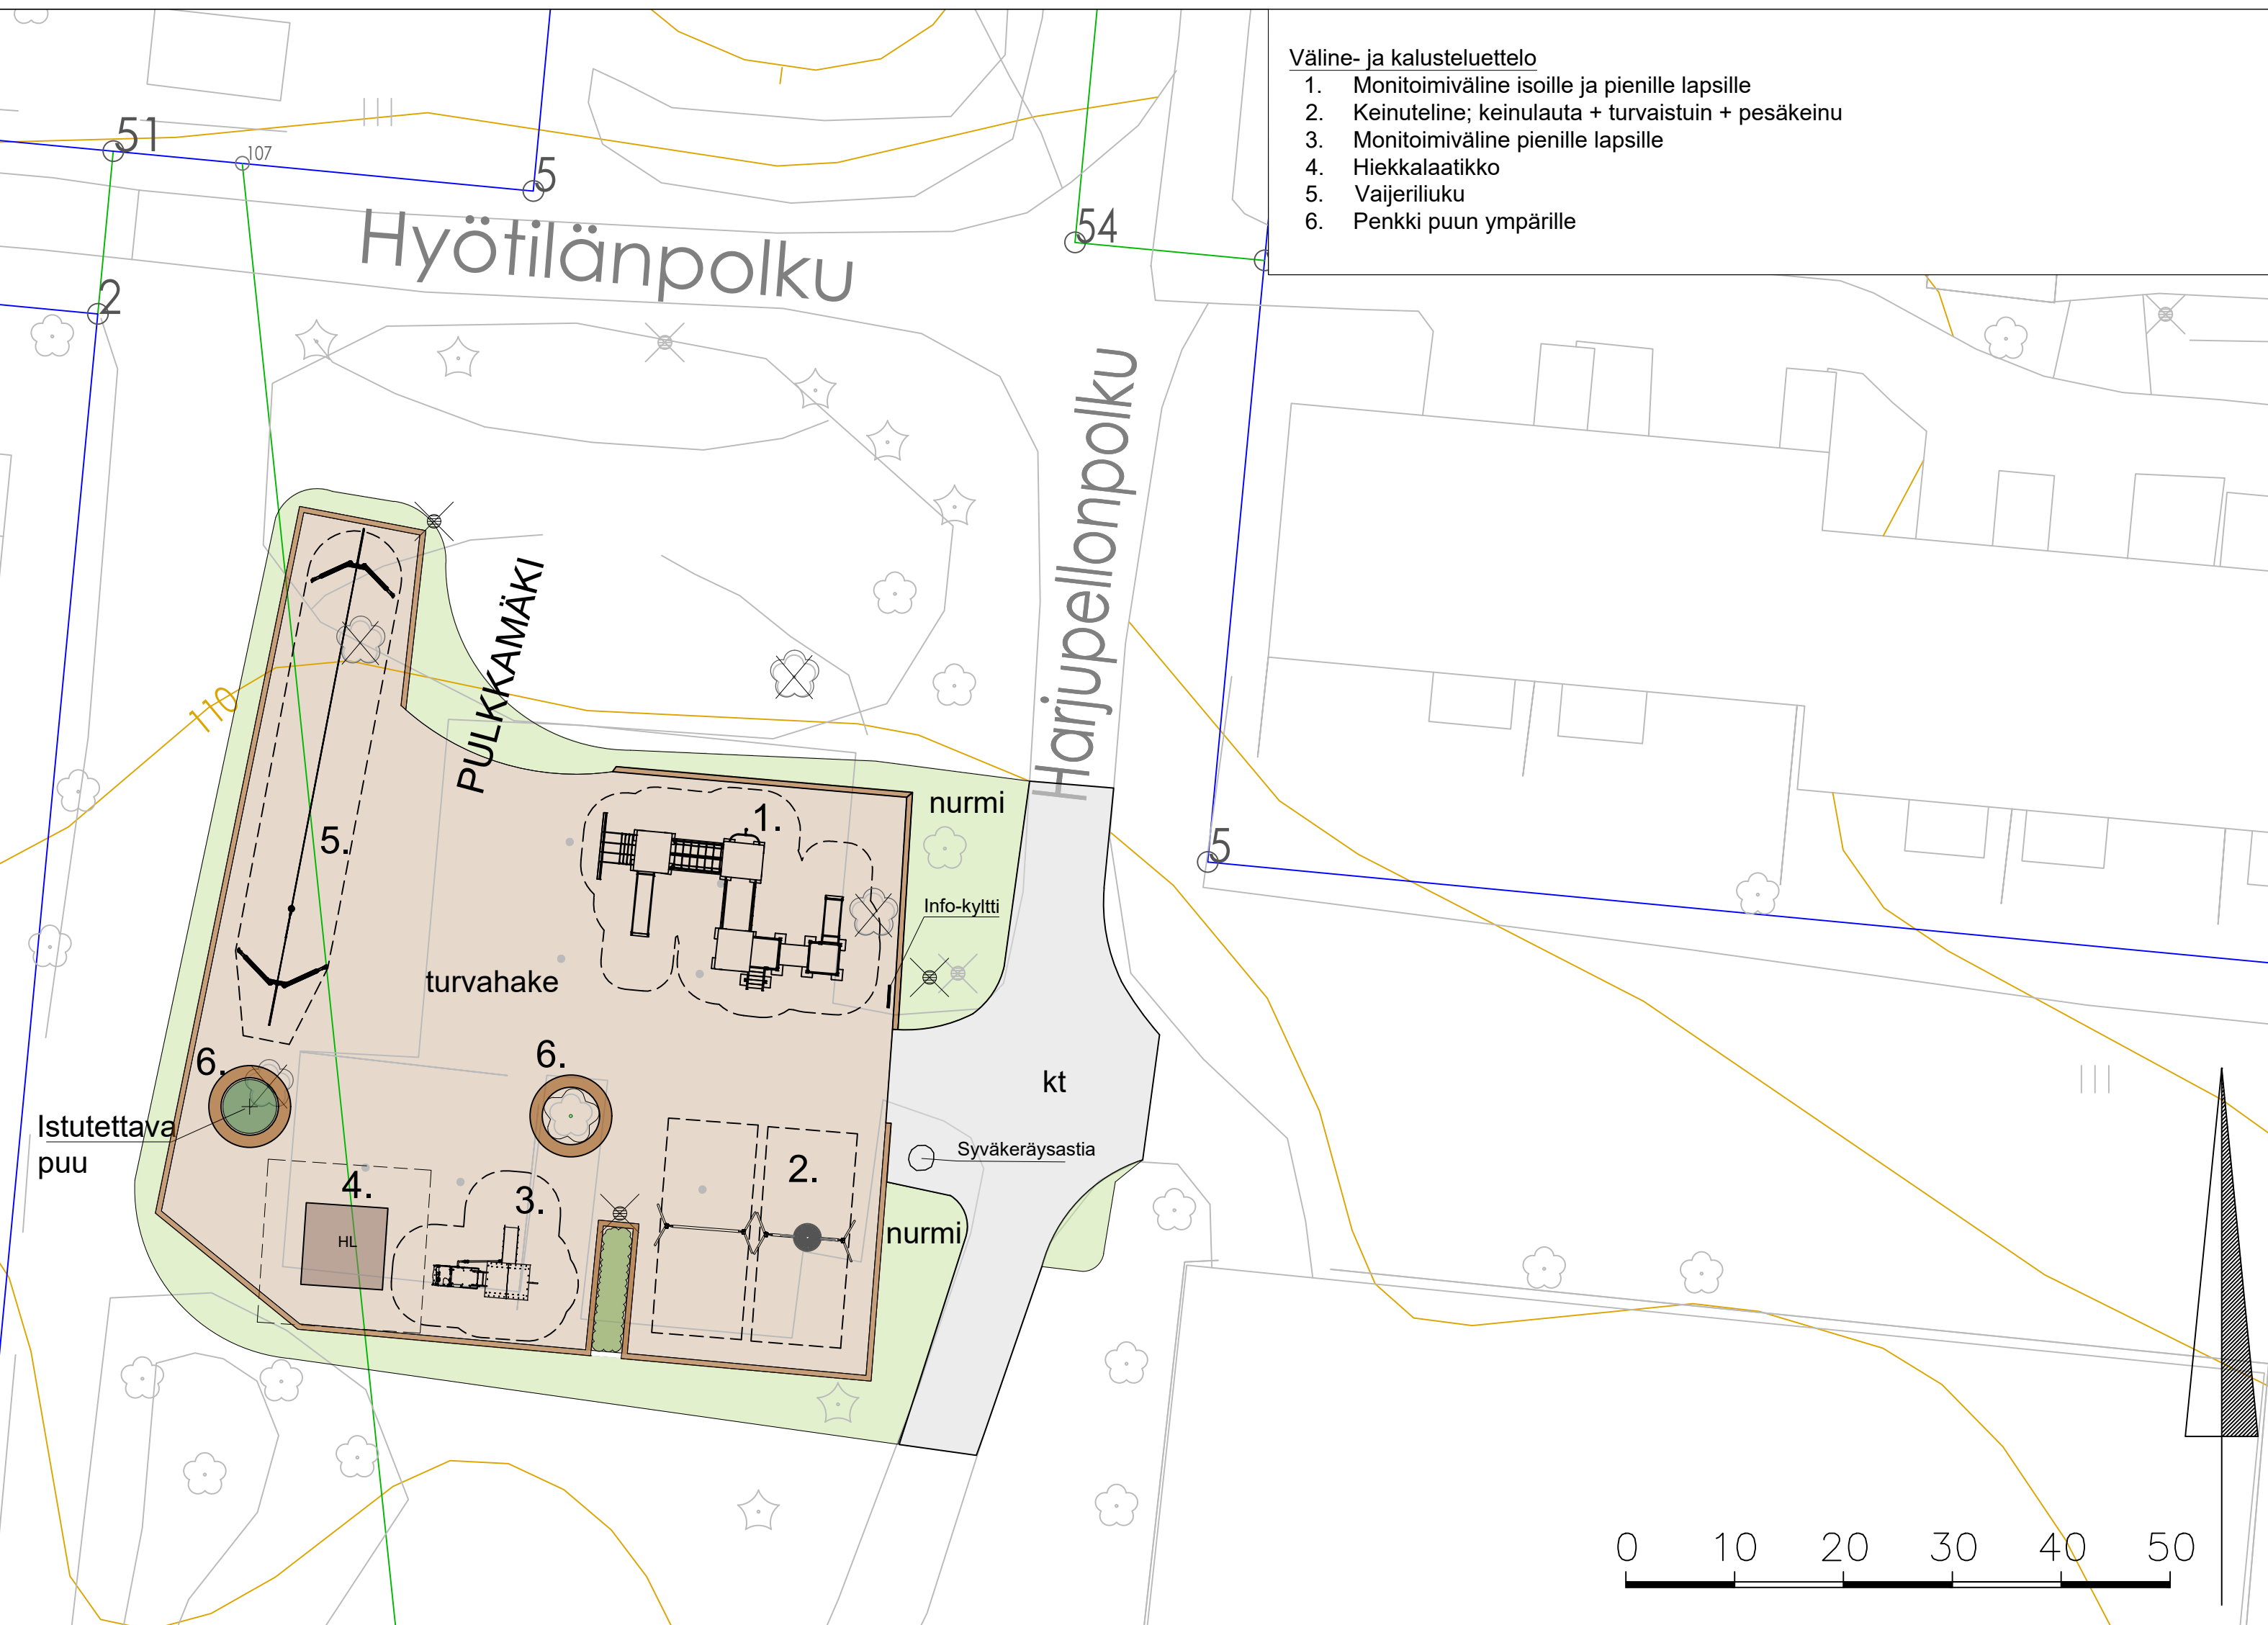 Väline- ja kalusteluettelo
1. Monitoimiväline isoille ja pienille lapsille
2. Keinuteline; keinulauta + turvaistuin + pesäkeinu
3. Monitoimiväline pienille lapsille
4. Hiekkalaatikko
5. Vaijeriliuku
6. Penkki puun ympärille
51
107
5
54
Hyötilänpolku
2
Harjupellonpolku
PULKKAMÄKI
110
nurmi
1.
5.
5
Info-kyltti
turvahake
6.
6.
kt
Istutettava
puu
Syväkeräysastia
2.
4.
3.
nurmi
HL
0 10 20 30 40 50